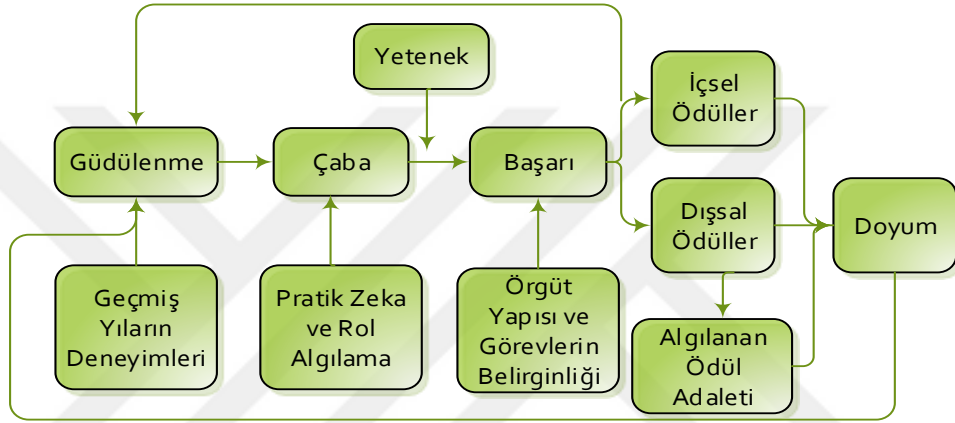 Yetenek
İçsel
Ödüller
Güdülenme
Çaba
Başarı
Dışsal
Ödüller
Doyum
Geçmiş
Yıların
Deneyimleri
Pratik Zeka
ve Rol
Algılama
Örgüt
Yapısı ve
Görevlerin
Belirginliği
Algılanan
Ödül
Adaleti